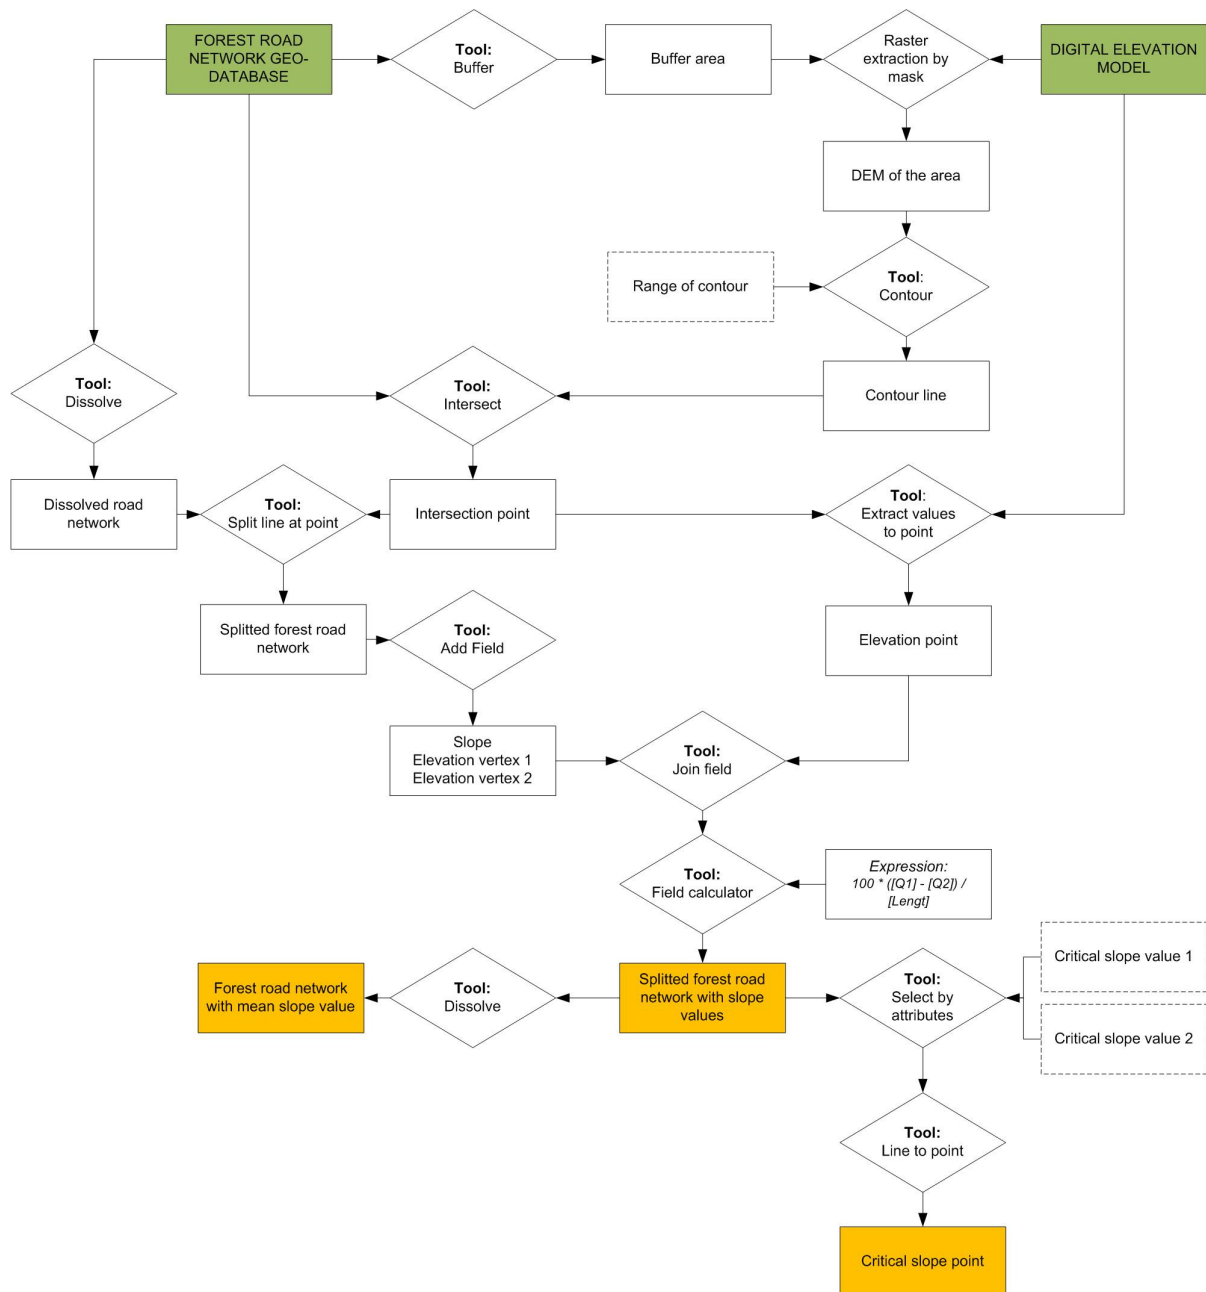 FOREST ROAD
NETWORK GEO-
DATABASE
Tool:
Buffer
Buffer area
Raster
extraction by
mask
DIGITAL ELEVATION
MODEL
DEM of the area
Range of contour
Tool:
Contour
Tool:
Dissolve
Tool:
Intersect
Contour line
Dissolved road
network
Tool:
Split line at point
Intersection point
Tool:
Extract values
to point
Splitted forest road
network
Tool:
Add Field
Elevation point
Slope
Elevation vertex 1
Elevation vertex 2
Tool:
Join field
Tool:
Field calculator
Expression:
100 * ([Q1] - [Q2]) /
[Lengt]
Forest road network
with mean slope value
Tool:
Dissolve
Splitted forest road
network with slope
values
Tool:
Select by
attributes
Critical slope value 1
Critical slope value 2
Tool:
Line to point
Critical slope point